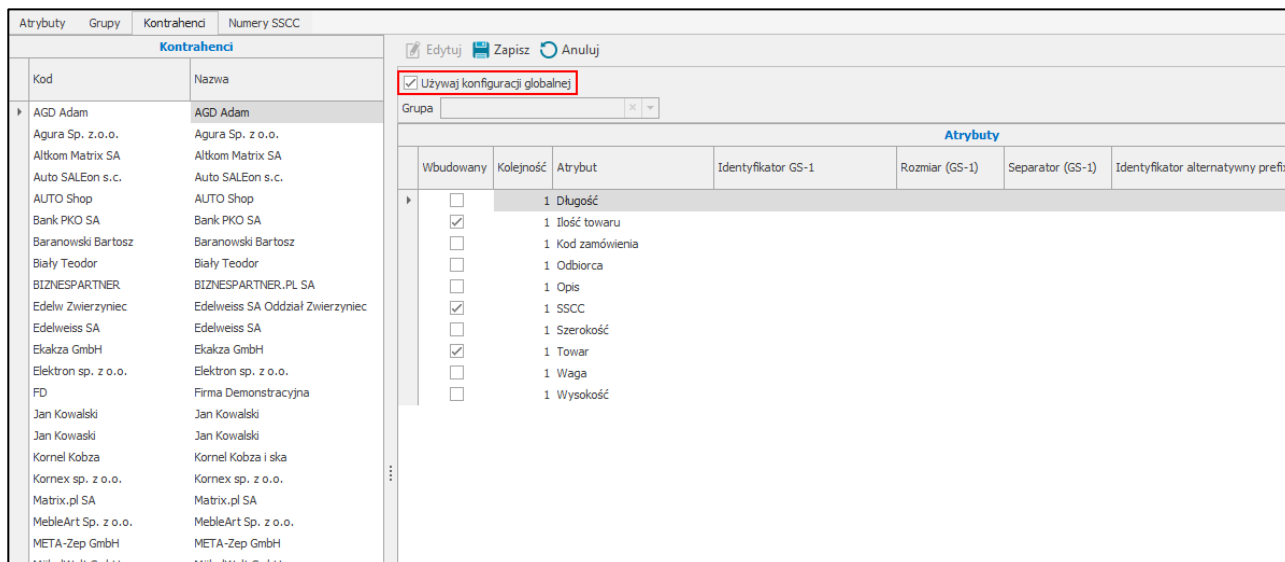 Atrybuty Grupy Kontrahenci Numery SSCC
Kontrahenci
Edytuj Zapisz Anuluj
Kod Nazwa
Używaj konfiguracji globalnej
Grupa
Atrybuty
Wbudowany Kolejność Atrybut Identyfikator GS-1 Rozmiar (GS-1) Separator (GS-1) Identyfikator alternatywny prefix
AGD Adam AGD Adam
Agura Sp. z.o.o. Agura Sp. z o.o.
Altkom Matrix SA Altkom Matrix SA
Auto SALEon s.c. Auto SALEon s.c.
AUTO Shop AUTO Shop
Bank PKO SA Bank PKO SA
Baranowski Bartosz Baranowski Bartosz
Biały Teodor Biały Teodor
BIZNESPARTNER BIZNESPARTNER.PL SA
Edelw Zwierzyniec Edelweiss SA Oddział Zwierzyniec
Edelweiss SA Edelweiss SA
Ekakza GmbH Ekakza GmbH
Elektron sp. z o.o. Elektron sp. z o.o.
FD Firma Demonstracyjna
Jan Kowalski Jan Kowalski
Jan Kowaski Jan Kowalski
Kornel Kobza Kornel Kobza i ska
Kornex sp. z o.o. Kornex sp. z o.o.
Matrix.pl SA Matrix.pl SA
MebleArt Sp. z o.o. MebleArt Sp. z o.o.
META-Zep GmbH META-Zep GmbH
1 Długość
1 Ilość towaru
1 Kod zamówienia
1 Odbiorca
1 Opis
1 SSCC
1 Szerokość
1 Towar
1 Waga
1 Wysokość